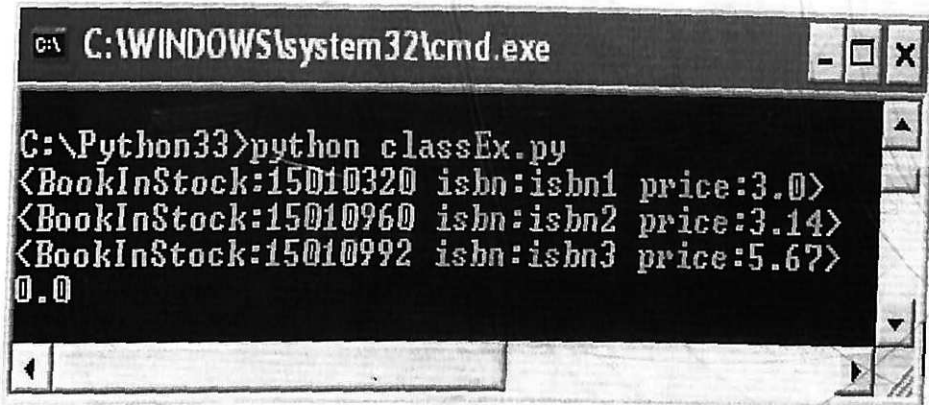 C:\WINDOWS\system32\cmd.exe
C:\Python33>python classEx.py
<BookInStock:15010320 isbn:isbn1 price:3.0>
<BookInStock:15010960 isbn:isbn2 price:3.14>
<BookInStock:15010992 isbn:isbn3 price:5.67>
0.0